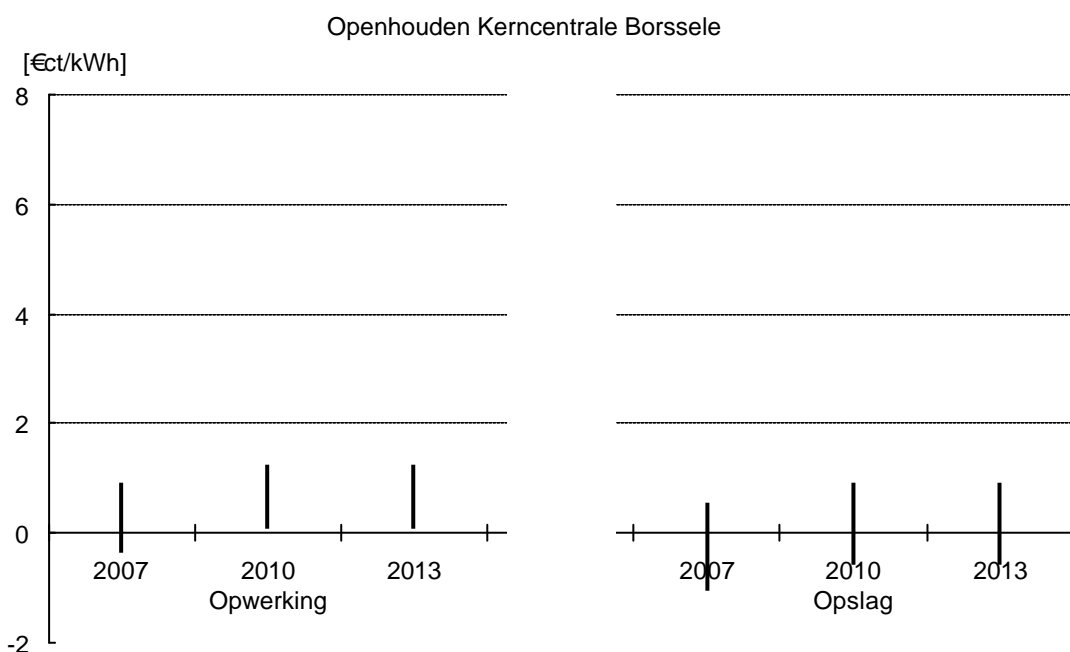 Openhouden Kerncentrale Borssele
[€ct/kWh]
8
6
4
2
0
-2
2007 2010 2013 2007 2010 2013
Opwerking Opslag